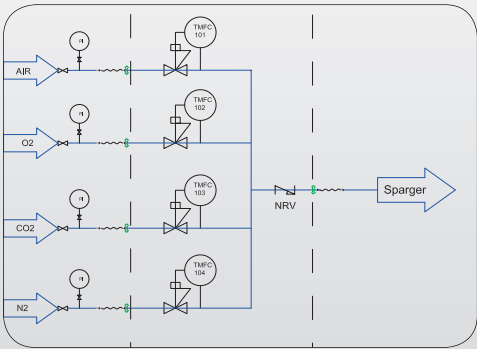 PI
TMFC
101
AIR
PI
TMFC
102
O2
PI
TMFC
103
NRV
Sparger
CO2
PI
TMFC
104
N2